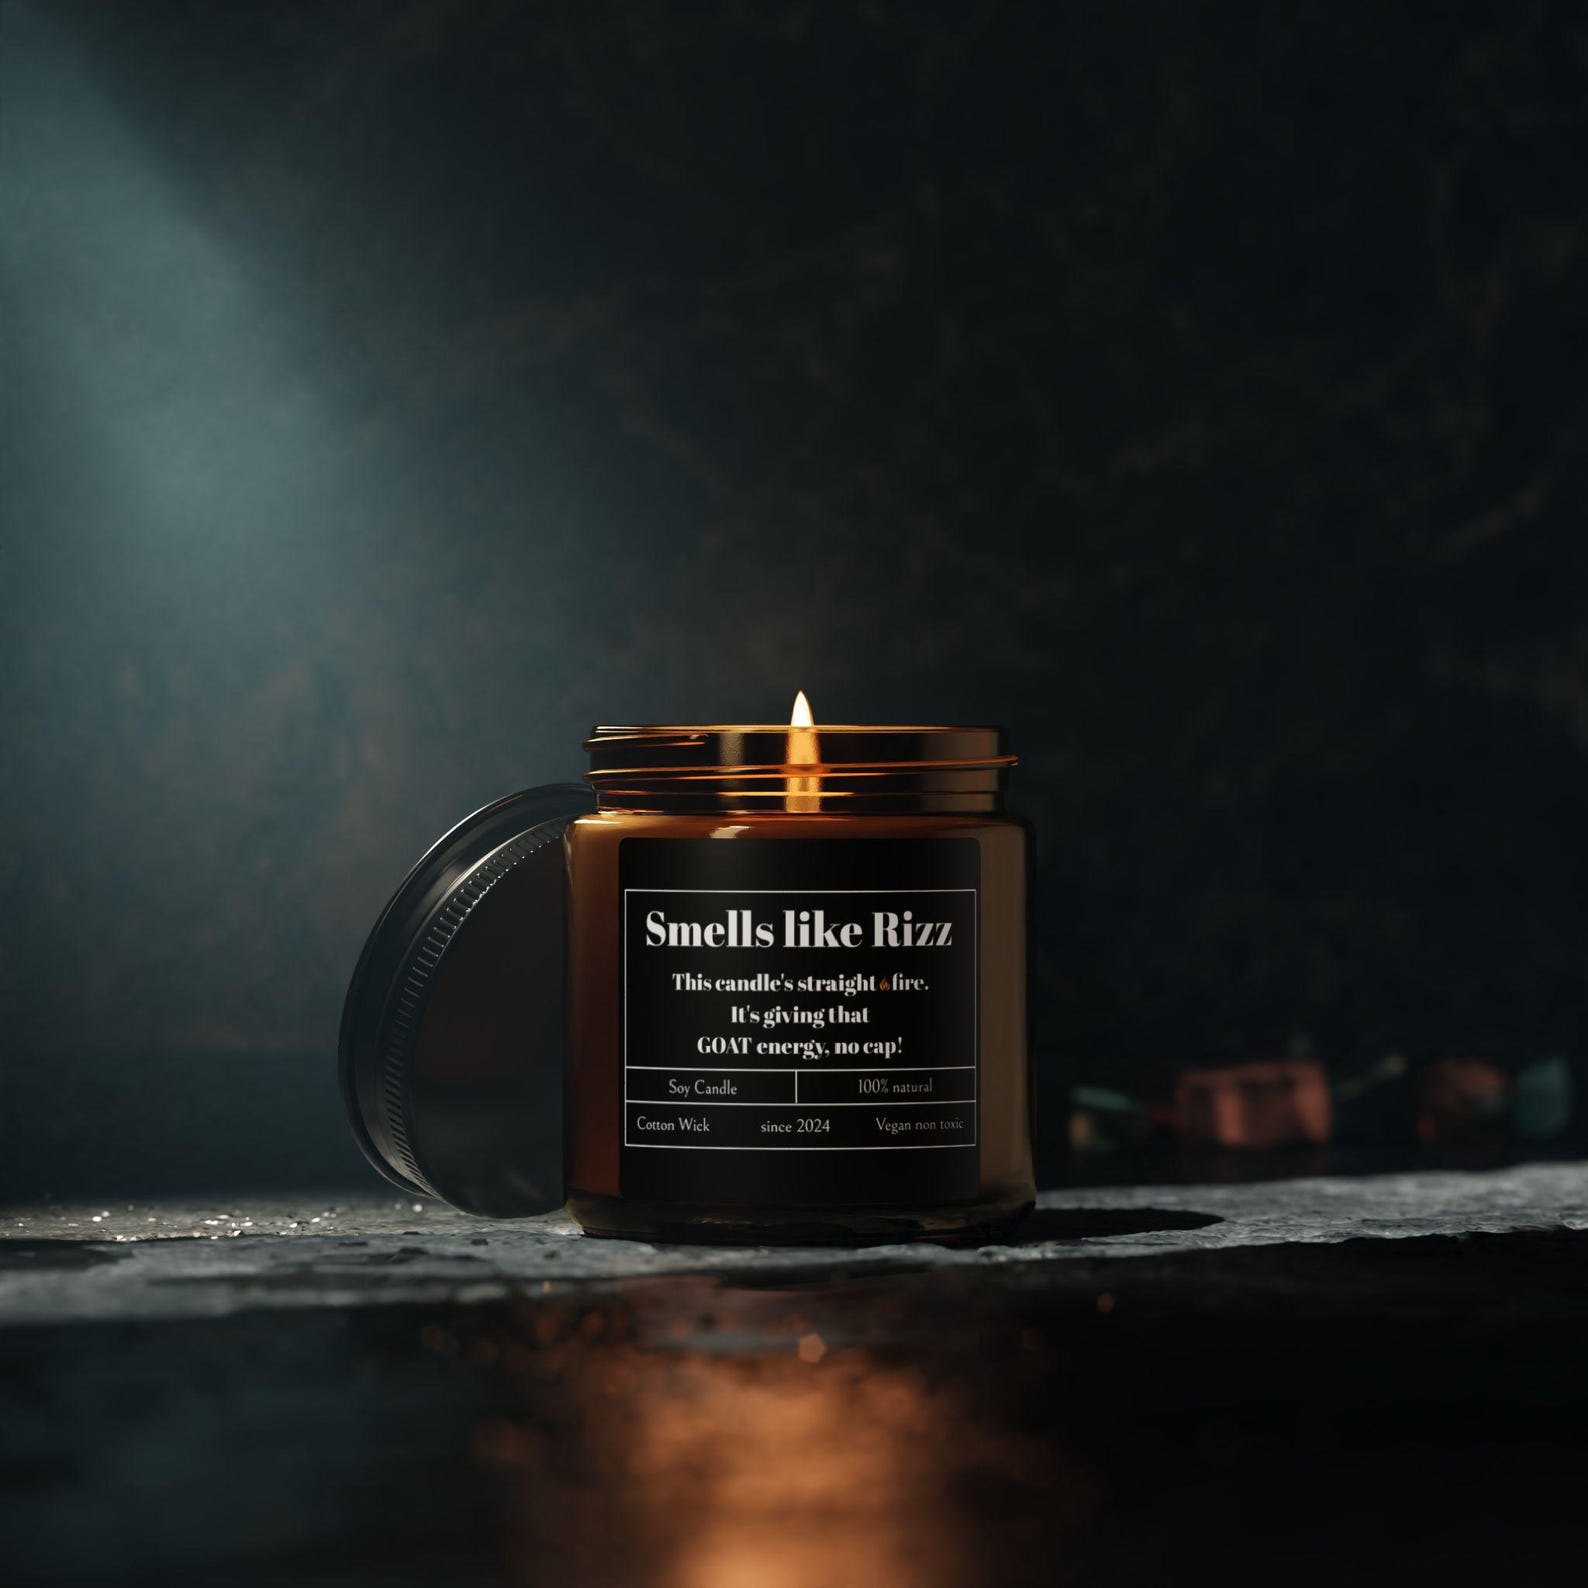 Smells like Rizz
This candle's straight🔥fire.
It's giving that
GOAT energy, no cap!
Soy Candle 100% natural
Cotton Wick since 2024 Vegan non toxic